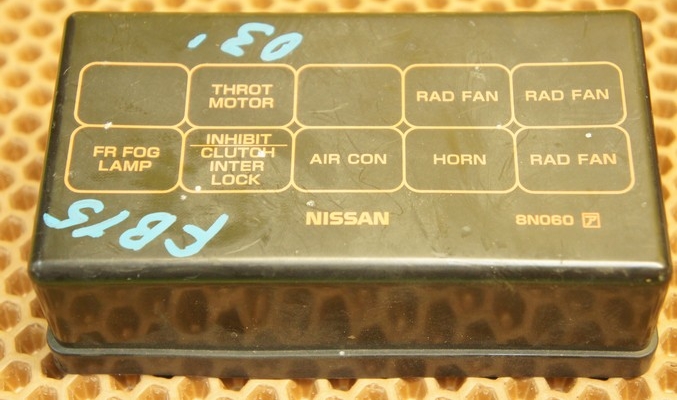 03'
THROT
MOTOR
RAD FAN
RAD FAN
FR FOG
LAMP
INHIBIT
CLUTCH
INTER
LOCK
AIR CON
HORN
RAD FAN
FB15
NISSAN
8N060 ア